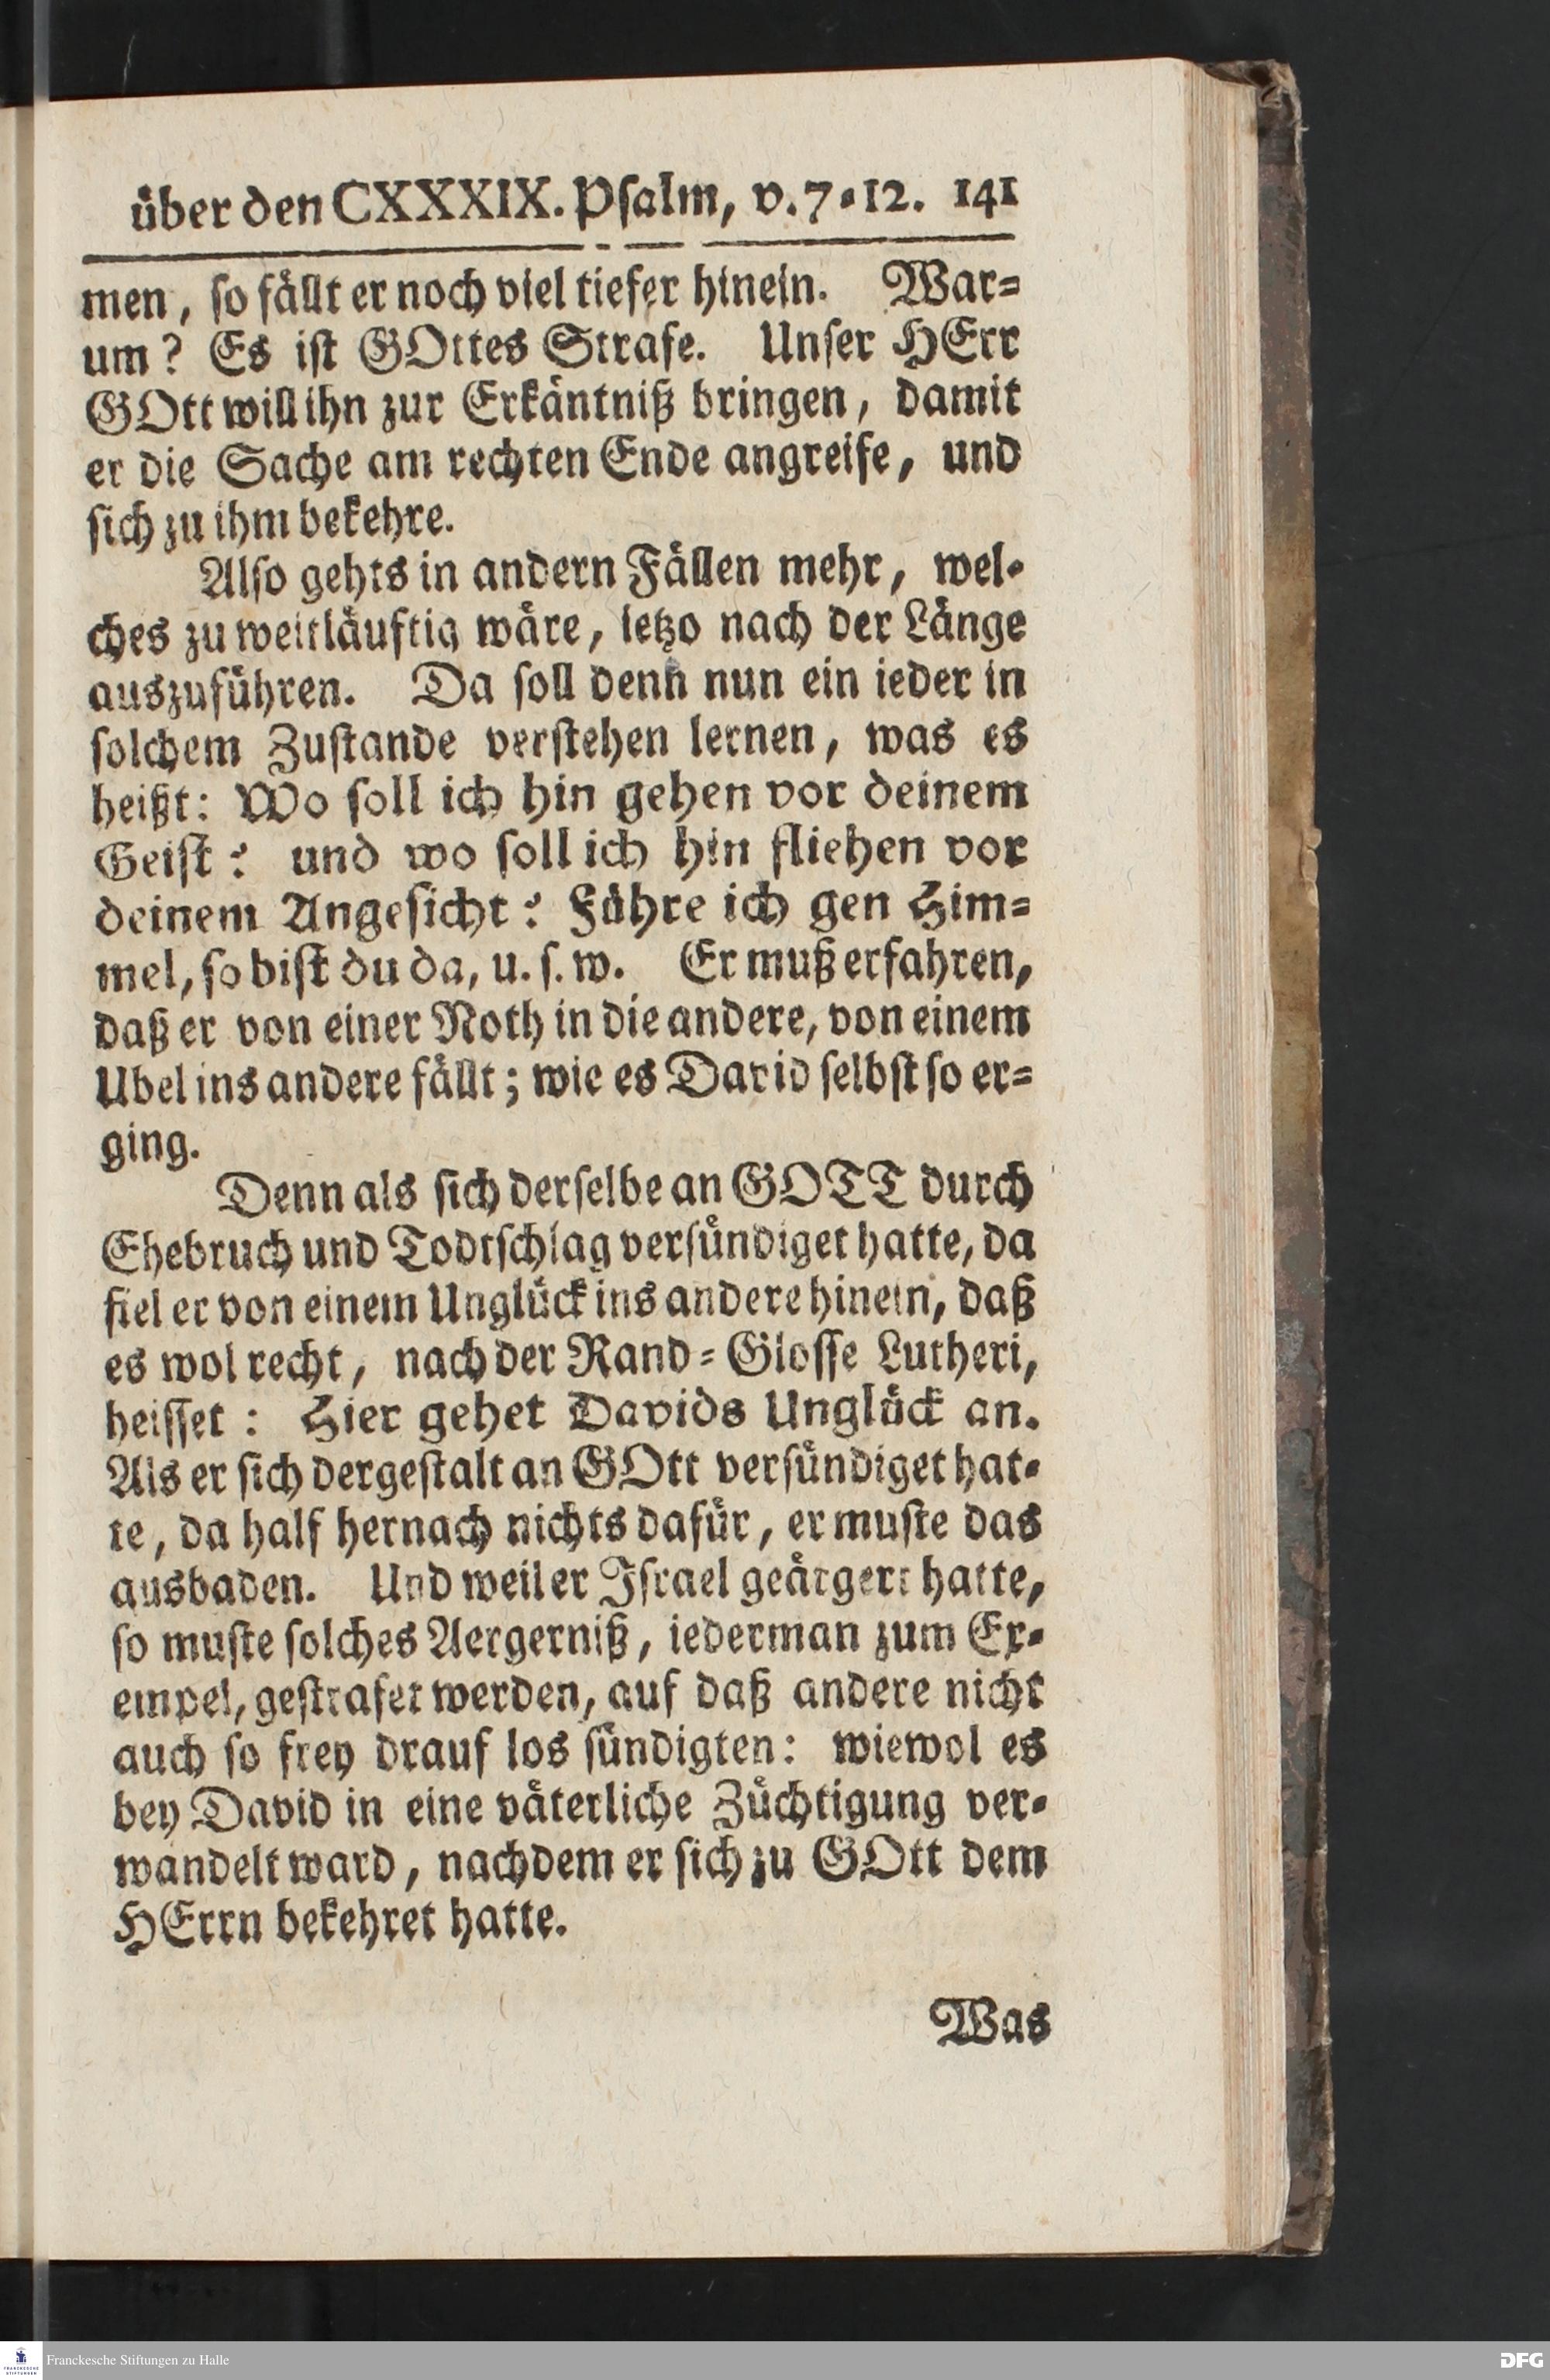 über den CXXXIX. Psalm, v. 7-12. 141
men, so fällt er noch viel tiefer hinein. War-
um? Es ist GOttes Strafe. Unser HErr
GOtt will ihn zur Erkäntniß bringen, damit
er die Sache am rechten Ende angreife, und
sich zu ihm bekehre.
Also gehts in andern Fällen mehr, wel-
ches zu weitläuftig wäre, ietzo nach der Länge
auszuführen. Da soll denn nun ein ieder in
solchem Zustande verstehen lernen, was es
heißt: Wo soll ich hin gehen vor deinem
Geist? und wo soll ich hin fliehen vor
deinem Angesicht? Führe ich gen Him-
mel, so bist du da, u. s. w. Er muß erfahren,
daß er von einer Noth in die andere, von einem
Ubel ins andere fällt; wie es David selbst so er-
ging.
Denn als sich derselbe an GOTT durch
Ehebruch und Todtschlag versündiget hatte, da
fiel er von einem Unglück ins andere hinein, daß
es wol recht, nach der Rand-Glosse Lutheri,
heisset: Hier gehet Davids Unglück an.
Als er sich dergestalt an GOtt versündiget hat-
te, da half hernach nichts dafür, er muste das
ausbaden. Und weil er Israel geärgert hatte,
so muste solches Aergerniß, iederman zum Ex-
empel, gestrafet werden, auf daß andere nicht
auch so frey drauf los sündigten: wiewol es
bey David in eine väterliche Züchtigung ver-
wandelt ward, nachdem er sich zu GOtt dem
HErrn bekehret hatte.
Was
FRANCKESCHE STIFTUNGEN
Franckesche Stiftungen zu Halle
DFG